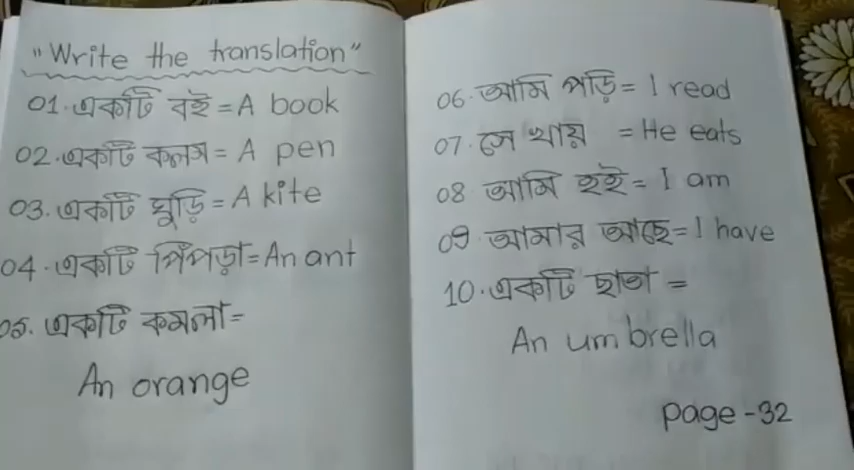 "Write the translation"
01. একটি বই = A book
02. একটি কলম = A pen
03. একটি ঘুড়ি = A kite
04. একটি পিঁপড়া = An ant
05. একটি কমলা =
An orange
06. আমি পড়ি = I read
07. সে খায় = He eats
08 আমি হই = I am
09. আমার আছে = I have
10. একটি ছাতা =
An umbrella
page - 32